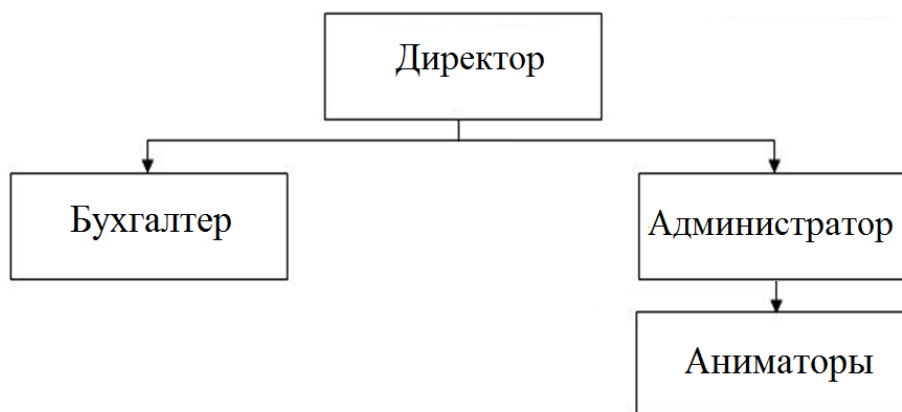 Директор
Бухгалтер
Администратор
Аниматоры